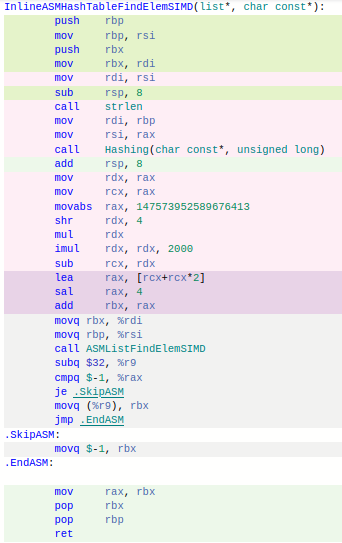 InlineASMHashTableFindElemSIMD(list*, char const*):
push rbp
mov rbp, rsi
push rbx
mov rbx, rdi
mov rdi, rsi
sub rsp, 8
call strlen
mov rdi, rbp
mov rsi, rax
call Hashing(char const*, unsigned long)
add rsp, 8
mov rdx, rax
mov rcx, rax
movabs rax, 147573952589676413
shr rdx, 4
mul rdx
imul rdx, rdx, 2000
sub rcx, rdx
lea rax, [rcx+rcx*2]
sal rax, 4
add rbx, rax
movq rbx, %rdi
movq rbp, %rsi
call ASMListFindElemSIMD
subq $32, %r9
cmpq $-1, %rax
je .SkipASM
movq (%r9), rbx
jmp .EndASM
.SkipASM:
movq $-1, rbx
.EndASM:
mov rax, rbx
pop rbx
pop rbp
ret